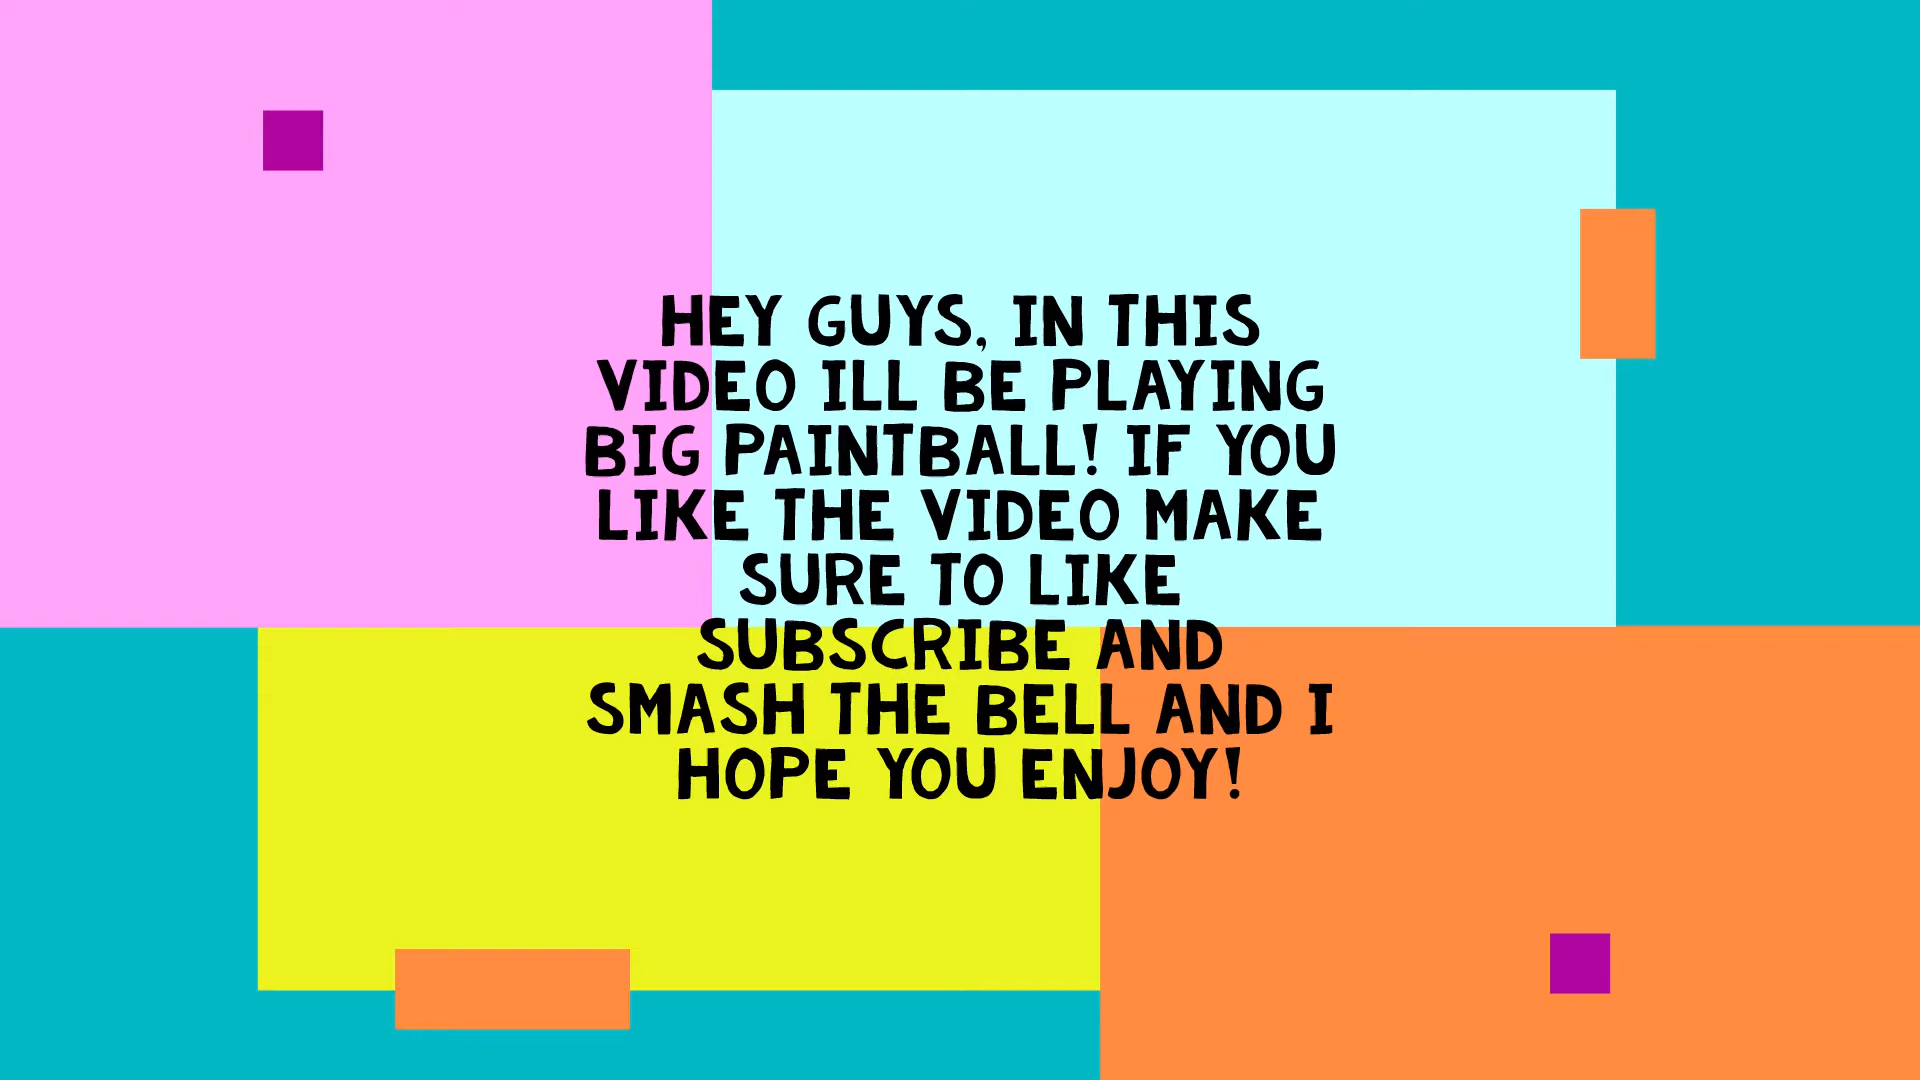 HEY GUYS, IN THIS
VIDEO ILL BE PLAYING
BIG PAINTBALL! IF YOU
LIKE THE VIDEO MAKE
SURE TO LIKE
SUBSCRIBE AND
SMASH THE BELL AND I
HOPE YOU ENJOY!